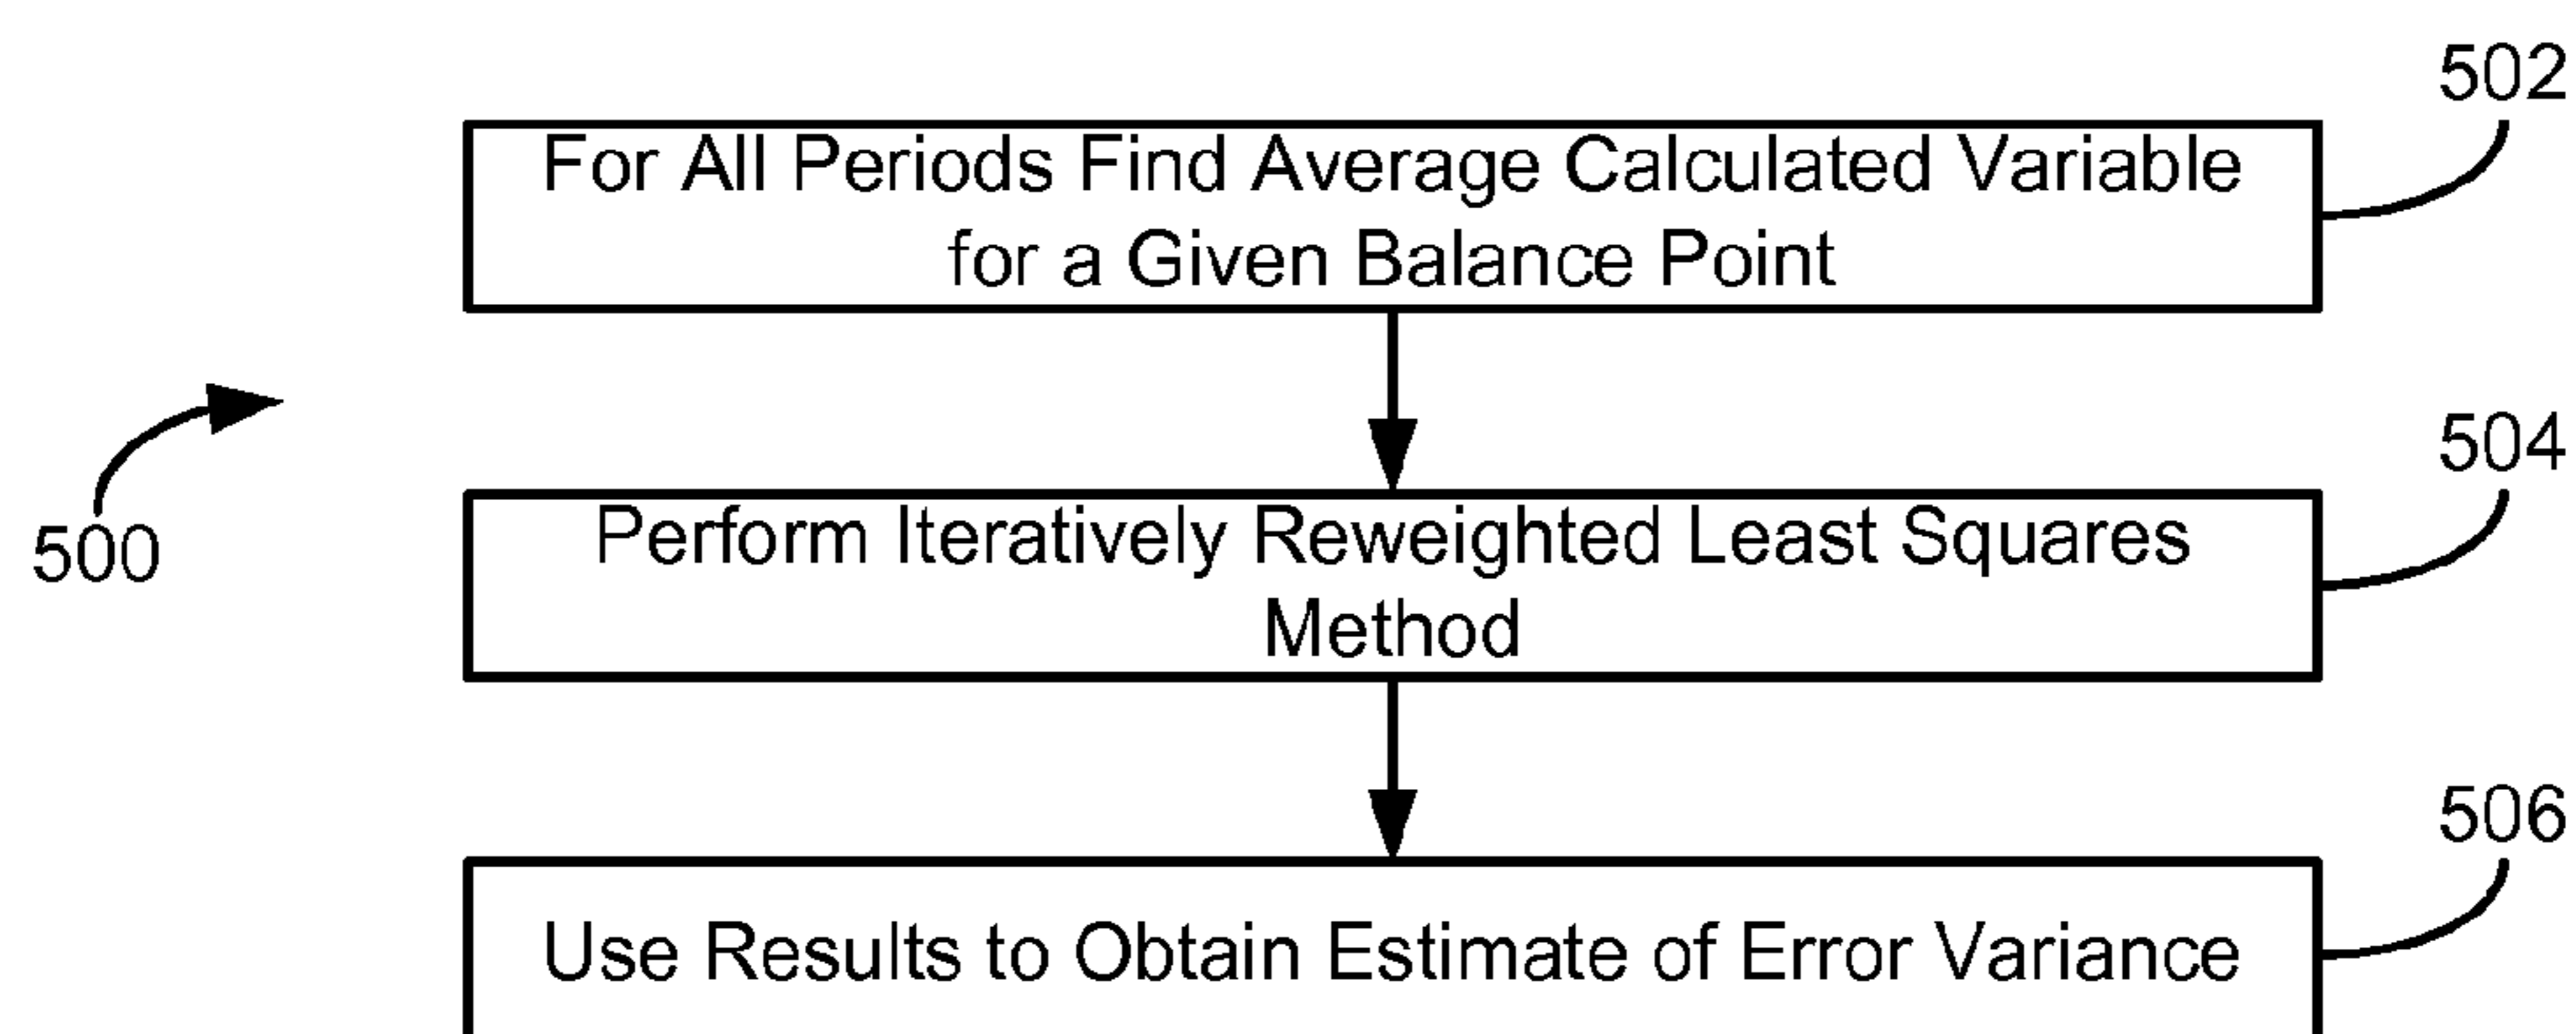 502
For All Periods Find Average Calculated Variable
for a Given Balance Point
504
Perform Iteratively Reweighted Least Squares
Method
500
506
Use Results to Obtain Estimate of Error Variance